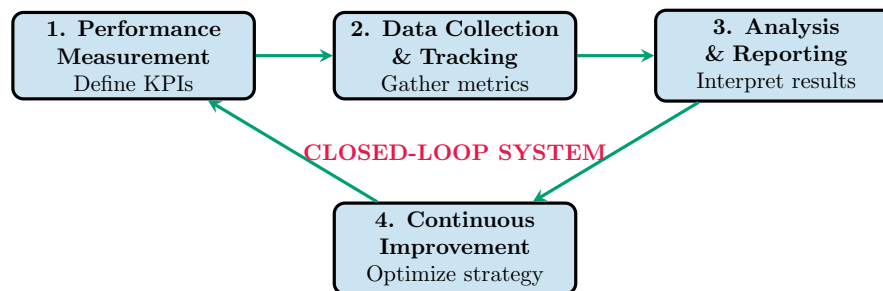 1. Performance
Measurement
Define KPIs
2. Data Collection
& Tracking
Gather metrics
3. Analysis
& Reporting
Interpret results
CLOSED-LOOP SYSTEM
4. Continuous
Improvement
Optimize strategy